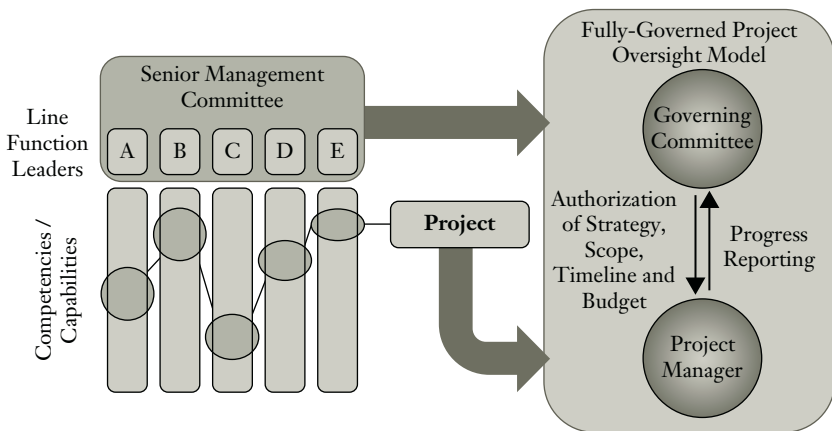 Senior Management
Committee
Line
Function
Leaders
A
B
C
D
E
Competencies /
Capabilities
Project
Fully-Governed Project
Oversight Model
Governing
Committee
Authorization
of Strategy,
Scope,
Timeline and
Budget
Progress
Reporting
Project
Manager